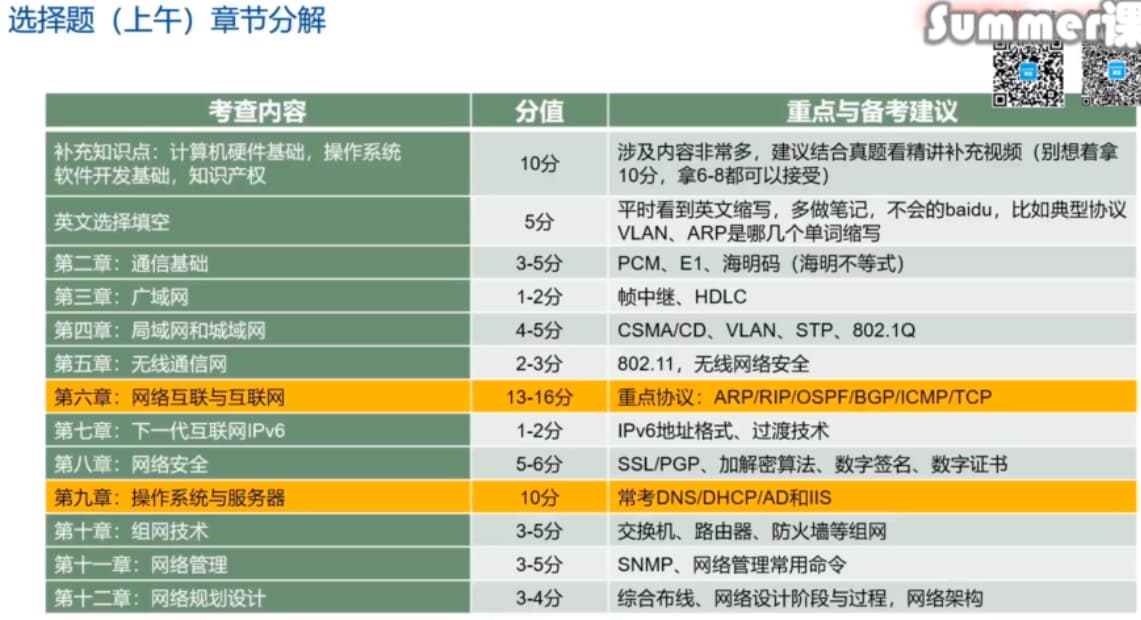 选择题（上午）章节分解
Summer课
考查内容 分值 重点与备考建议
补充知识点：计算机硬件基础，操作系统
软件开发基础，知识产权
10分
涉及内容非常多，建议结合真题看精讲补充视频（别想着拿
10分，拿6-8都可以接受）
英文选择填空
5分
平时看到英文缩写，多做笔记，不会的baidu，比如典型协议
VLAN、ARP是哪几个单词缩写
第二章：通信基础 3-5分 PCM、E1、海明码（海明不等式）
第三章：广域网 1-2分 帧中继、HDLC
第四章：局域网和城域网 4-5分 CSMA/CD、VLAN、STP、802.1Q
第五章：无线通信网 2-3分 802.11，无线网络安全
第六章：网络互联与互联网 13-16分 重点协议：ARP/RIP/OSPF/BGP/ICMP/TCP
第七章：下一代互联网IPv6 1-2分 IPv6地址格式、过渡技术
第八章：网络安全 5-6分 SSL/PGP、加解密算法、数字签名、数字证书
第九章：操作系统与服务器 10分 常考DNS/DHCP/AD和IIS
第十章：组网技术 3-5分 交换机、路由器、防火墙等组网
第十一章：网络管理 3-5分 SNMP、网络管理常用命令
第十二章：网络规划设计 3-4分 综合布线、网络设计阶段与过程，网络架构